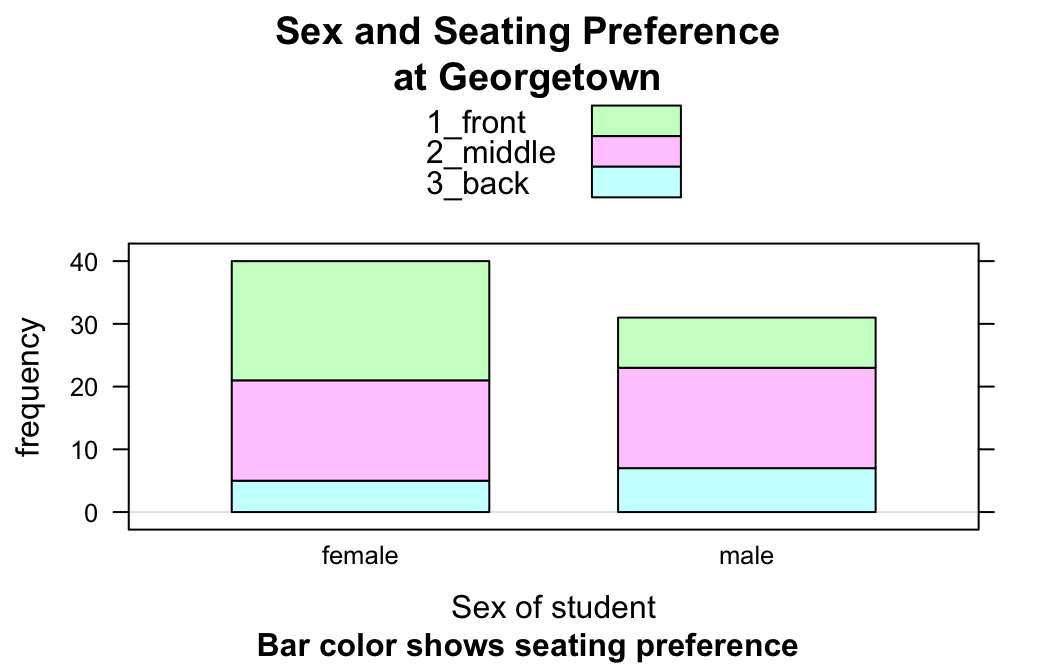 Sex and Seating Preference
at Georgetown
1_front
2_middle
3_back
frequency
40
30
20
10
0
female male
Sex of student
Bar color shows seating preference